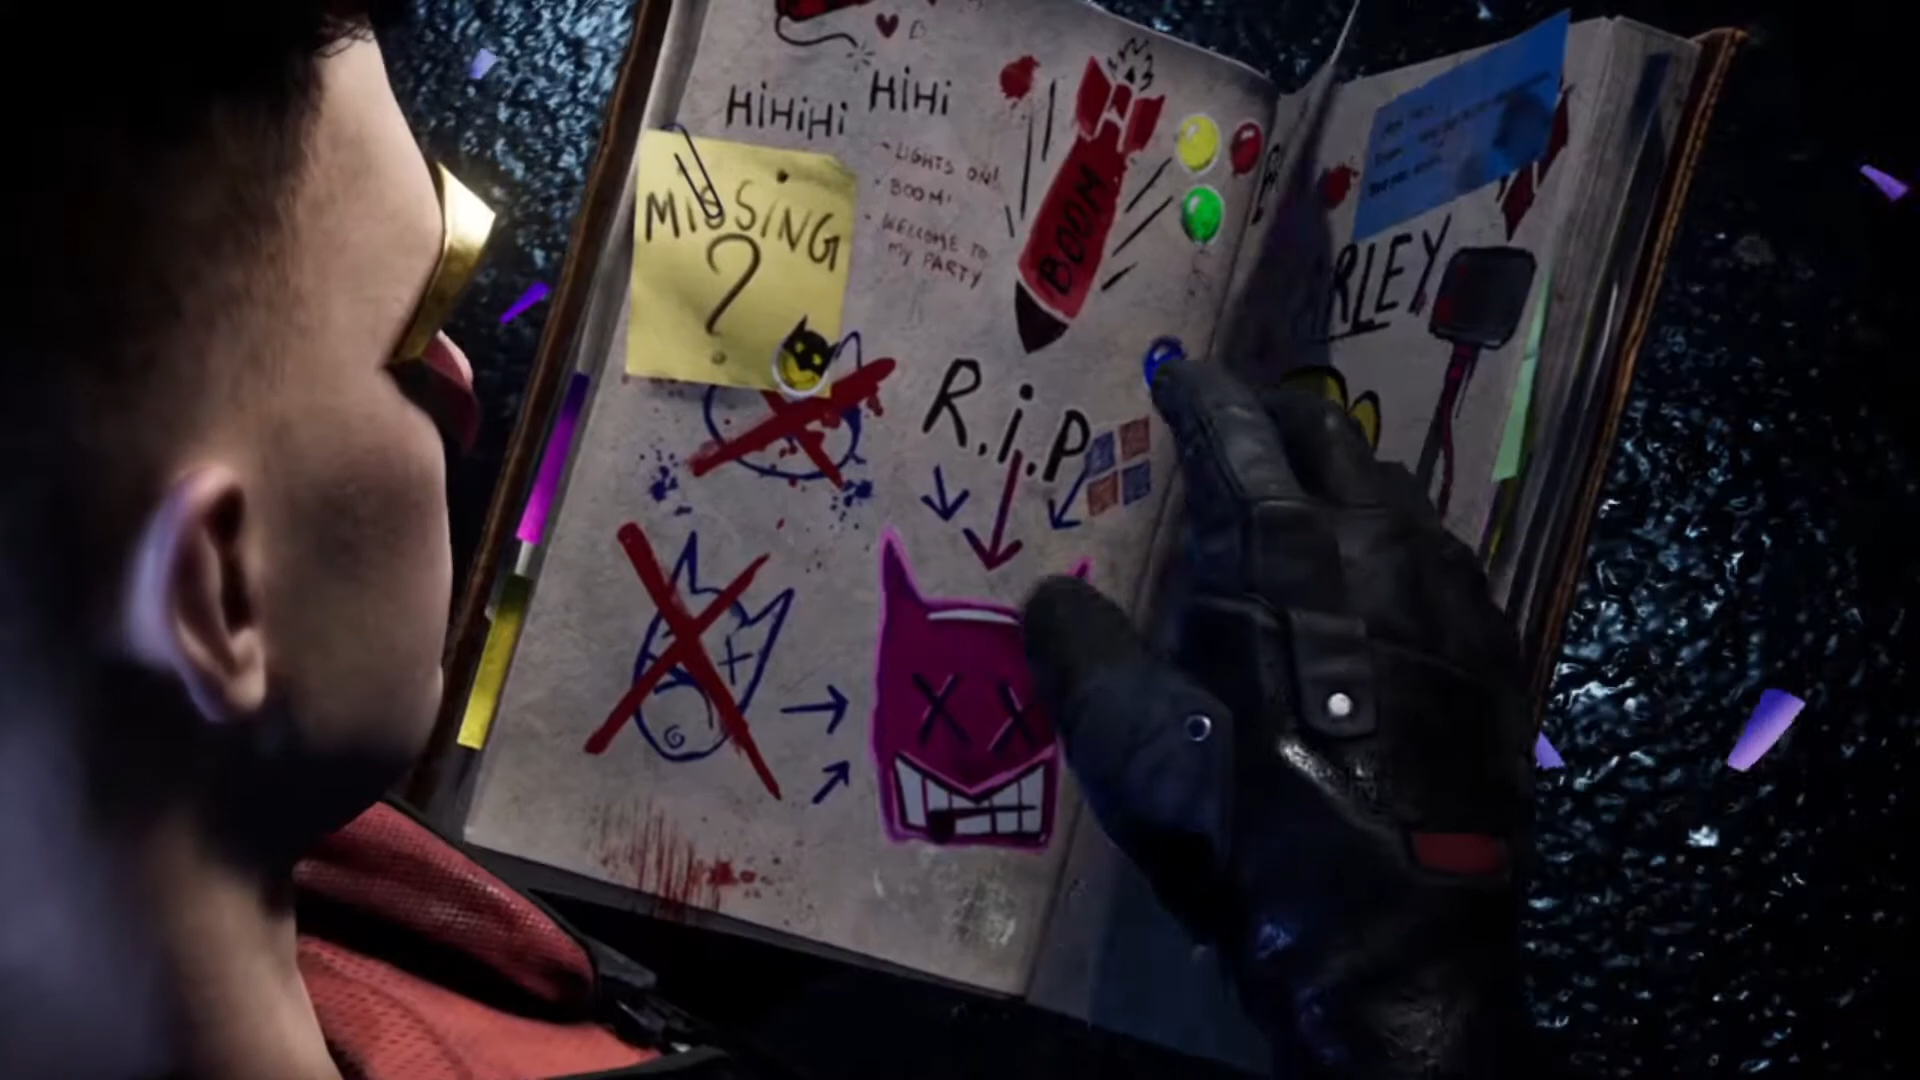 HiHiHi HiHi
MISSiNG
?
- LIGHTS ON!
- BOOM!
- WELCOME TO
MY PARTY
BOOM
R.i.P
RLEY